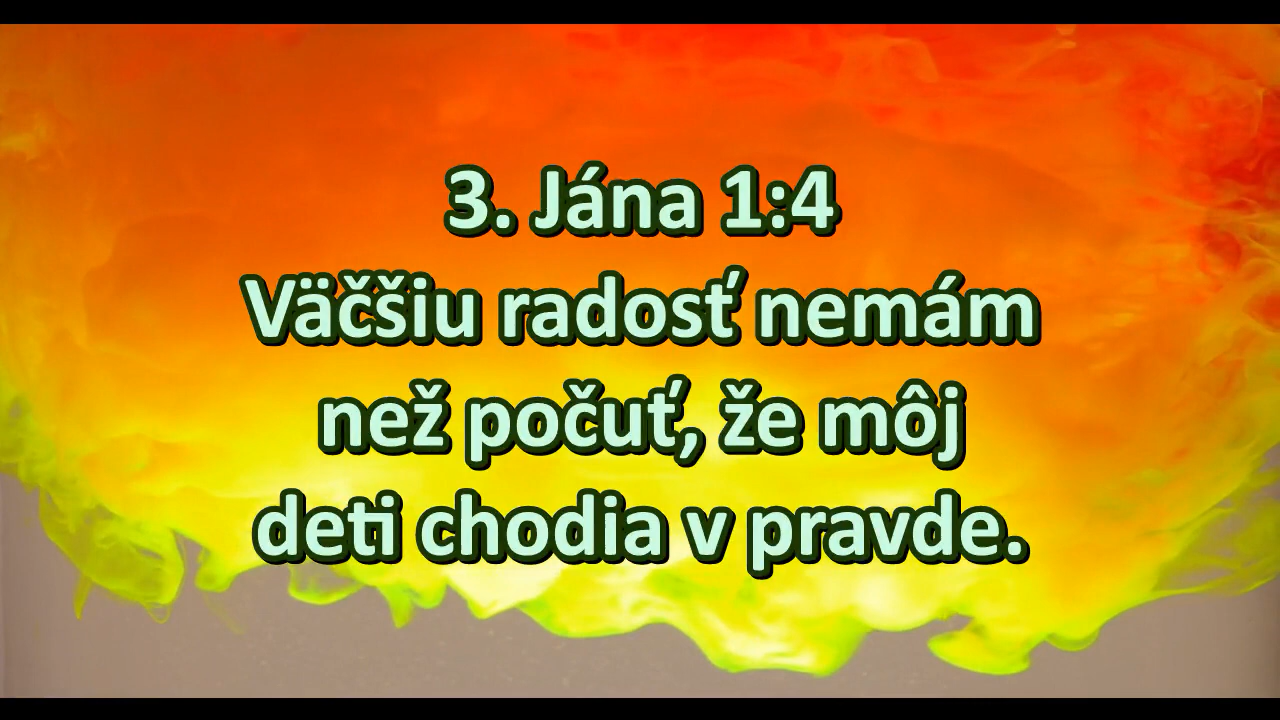 3. Jána 1:4
Väčšiu radosť nemám
než počuť, že môj
deti chodia v pravde.